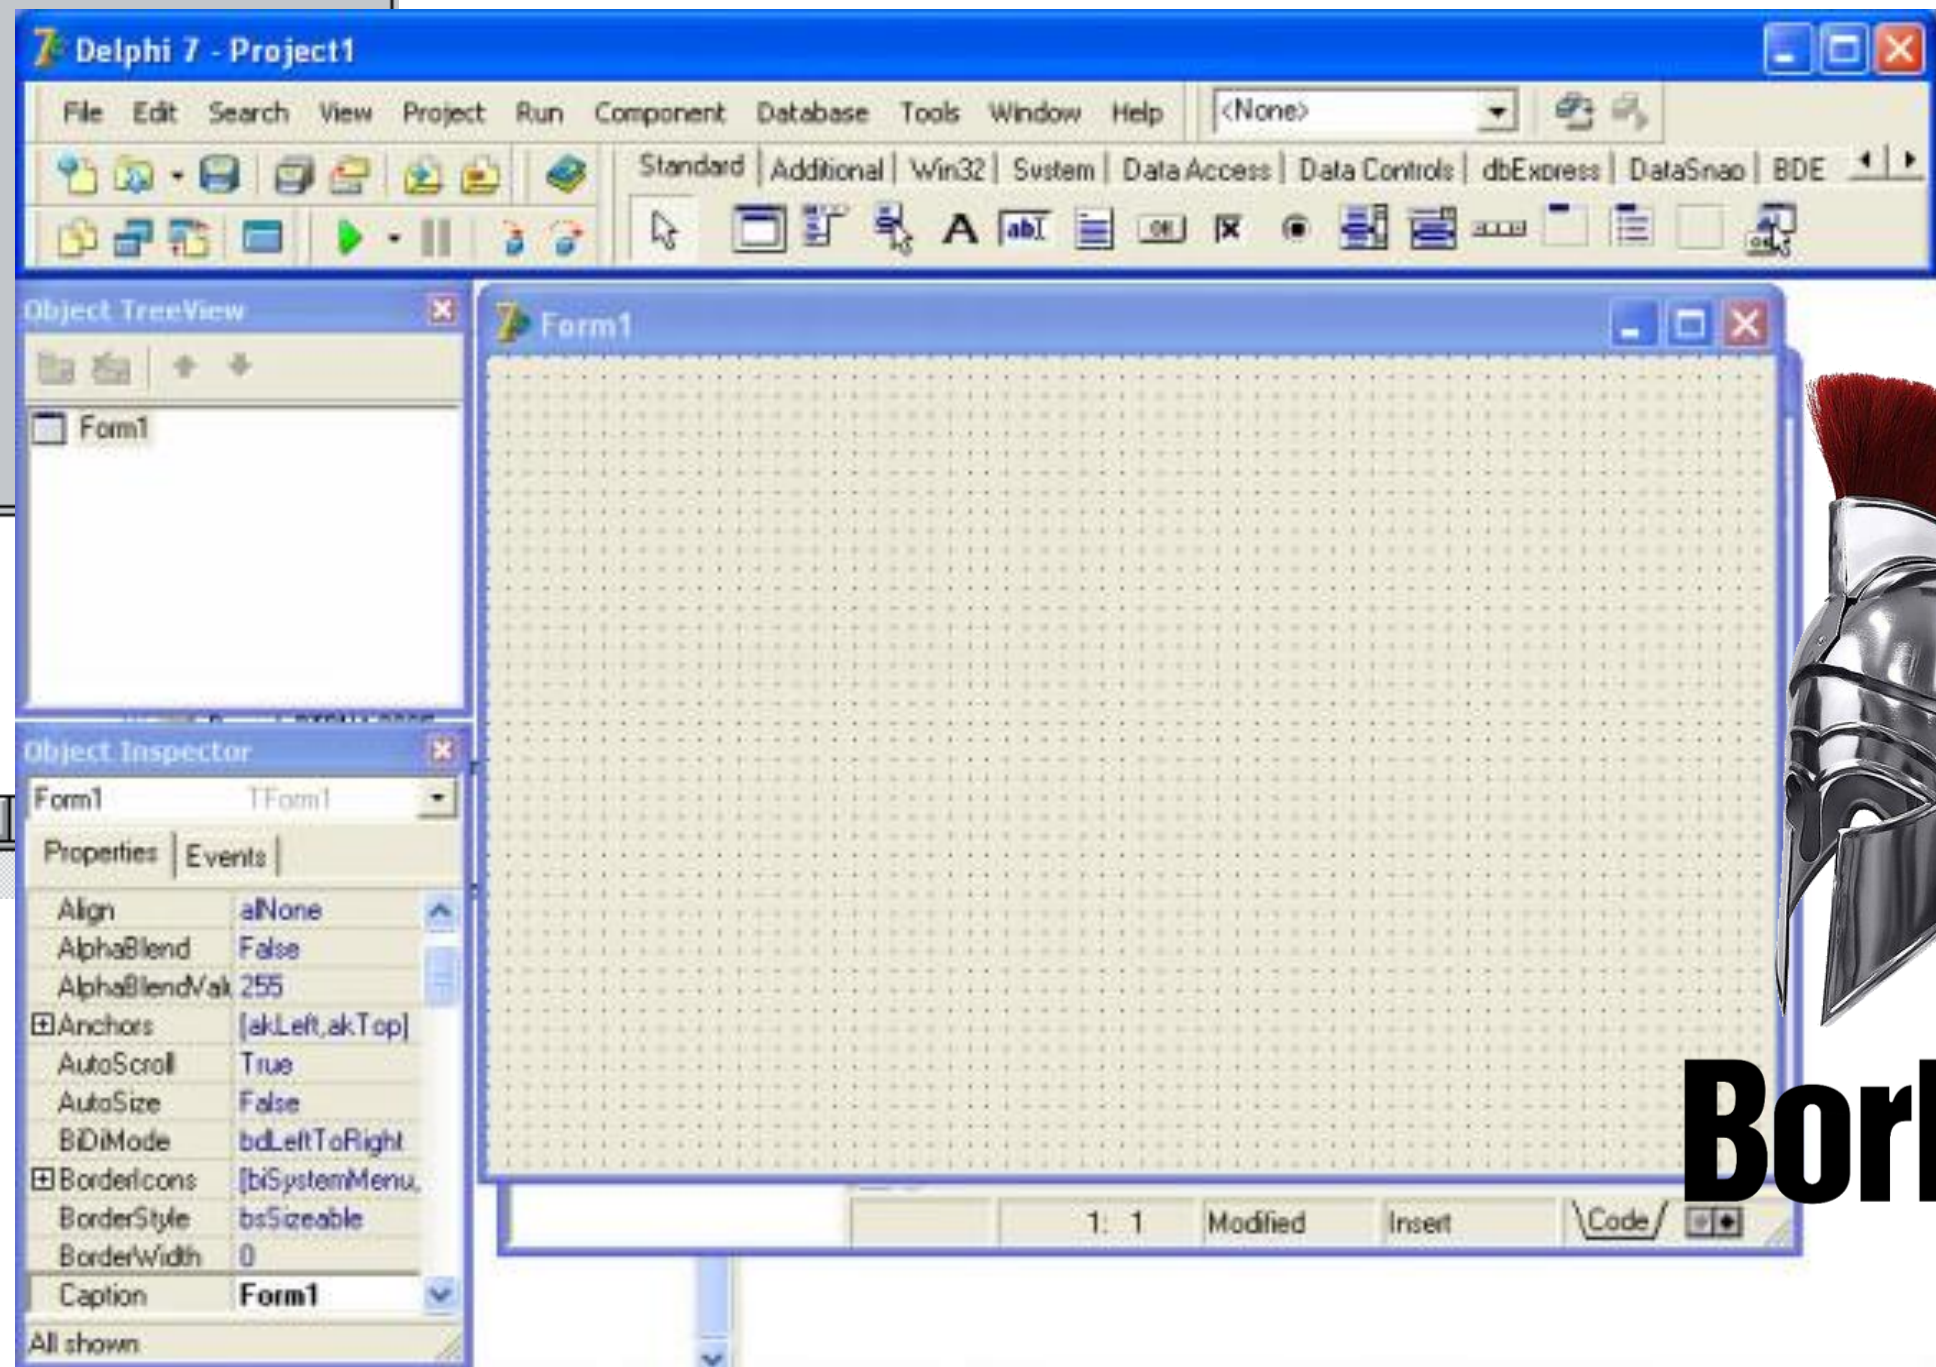 Delphi 7 - Project1
File Edit Search View Project Run Component Database Tools Window Help <None>
Standard Additional Win32 System Data Access Data Controls dbExpress DataSnap BDE
A abI OK
Object TreeView
Form1
Form1
Object Inspector
Form1 TForm1
Properties Events
Align alNone
AlphaBlend False
AlphaBlendValu 255
Anchors [akLeft,akTop]
AutoScroll True
AutoSize False
BiDiMode bdLeftToRight
BorderIcons [biSystemMenu,
BorderStyle bsSizeable
BorderWidth 0
Caption Form1
All shown
1: 1 Modified Insert Code
Borl